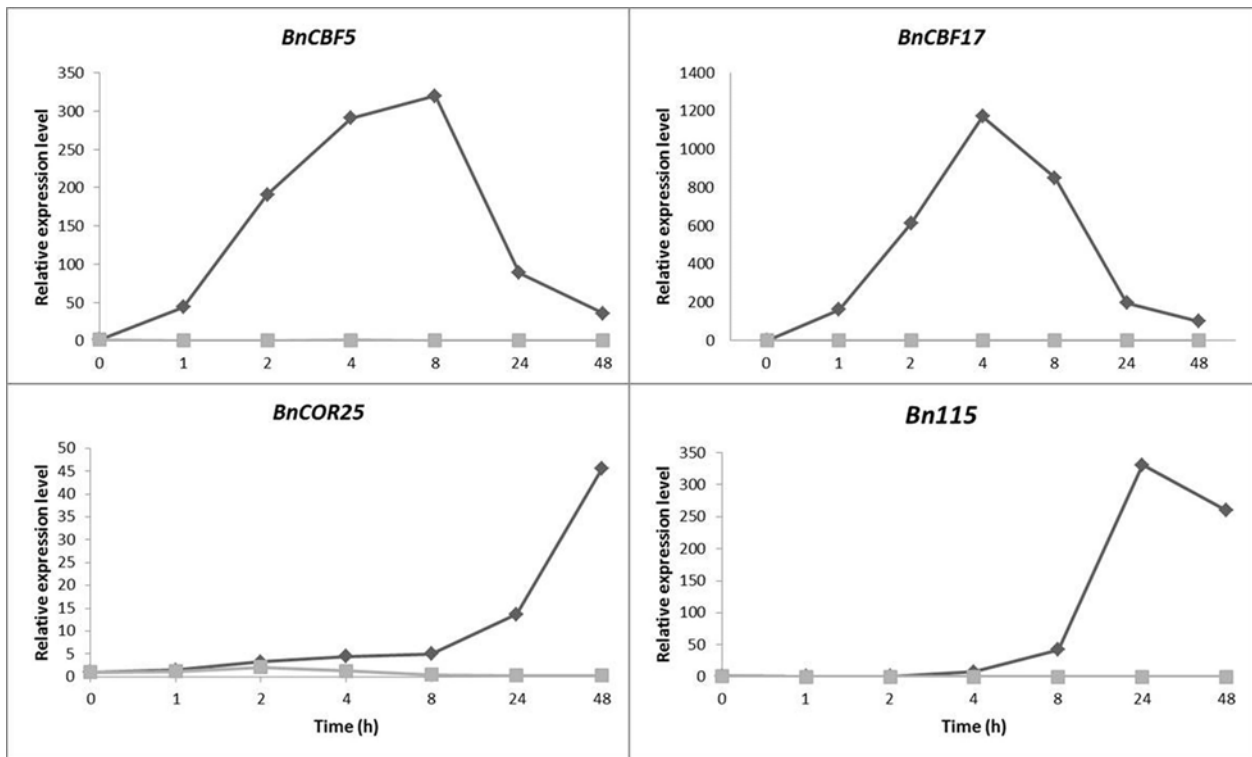 BnCBF5
Relative expression level
350
300
250
200
150
100
50
0
0 1 2 4 8 24 48
BnCBF17
Relative expression level
1400
1200
1000
800
600
400
200
0
0 1 2 4 8 24 48
BnCOR25
Relative expression level
50
45
40
35
30
25
20
15
10
5
0
0 1 2 4 8 24 48
Time (h)
Bn115
Relative expression level
350
300
250
200
150
100
50
0
0 1 2 4 8 24 48
Time (h)